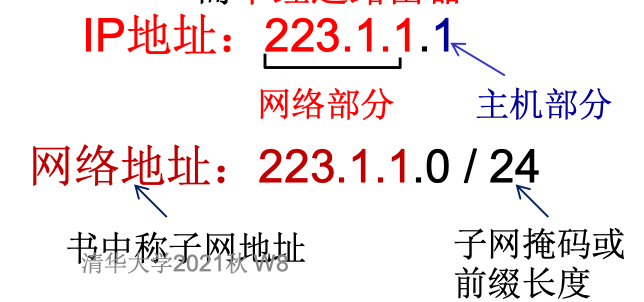 IP地址：223.1.1.1
网络部分
主机部分
网络地址：223.1.1.0 / 24
书中称子网地址
清华大学2021秋 W8
子网掩码或
前缀长度